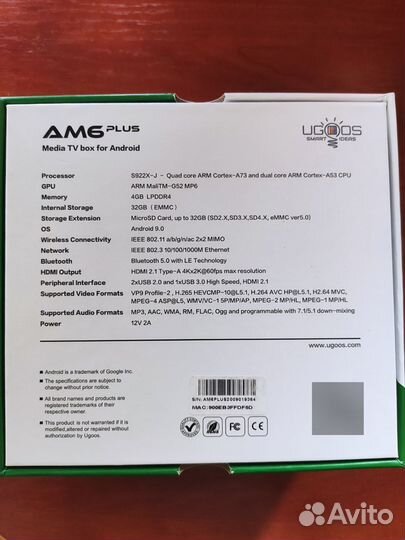 AM6 PLUS
Media TV box for Android
UGOOS
SMART IDEAS
Processor S922X-J - Quad core ARM Cortex-A73 and dual core ARM Cortex-A53 CPU
GPU ARM MaliTM-G52 MP6
Memory 4GB LPDDR4
Internal Storage 32GB (EMMC)
Storage Extension MicroSD Card, up to 32GB (SD2.X,SD3.X,SD4.X, eMMC ver5.0)
OS Android 9.0
Wireless Connectivity IEEE 802.11 a/b/g/n/ac 2x2 MIMO
Network IEEE 802.3 10/100/1000M Ethernet
Bluetooth Bluetooth 5.0 with LE Technology
HDMI Output HDMI 2.1 Type-A 4Kx2K@60fps max resolution
Peripheral Interface 2xUSB 2.0 and 1xUSB 3.0 High Speed, HDMI 2.1
Supported Video Formats VP9 Profile-2 , H.265 HEVCMP-10@L5.1, H.264 AVC HP@L5.1, H2.64 MVC,
MPEG-4 ASP@L5, WMV/VC-1 5P/MP/AP, MPEG-2 MP/HL, MPEG-1 MP/HL
Supported Audio Formats MP3, AAC, WMA, RM, FLAC, Ogg and programmable with 7.1/5.1 down-mixing
Power 12V 2A
www.ugoos.com
Android is a trademark of Google Inc.
The specifications are subject to changes without prior notice.
All brand names and products are registered trademarks of their respective owner.
This product is not warranted if it is modified,altered or repairs without authorized by Ugoos.
S/N:
MAC:
RoHS
FC
CE
Avito